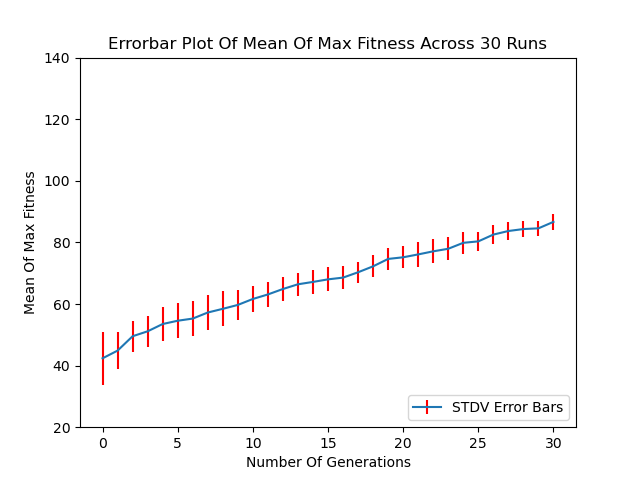 Errorbar Plot Of Mean Of Max Fitness Across 30 Runs
140
120
100
80
60
40
20
Mean Of Max Fitness
0 5 10 15 20 25 30
Number Of Generations
STDV Error Bars